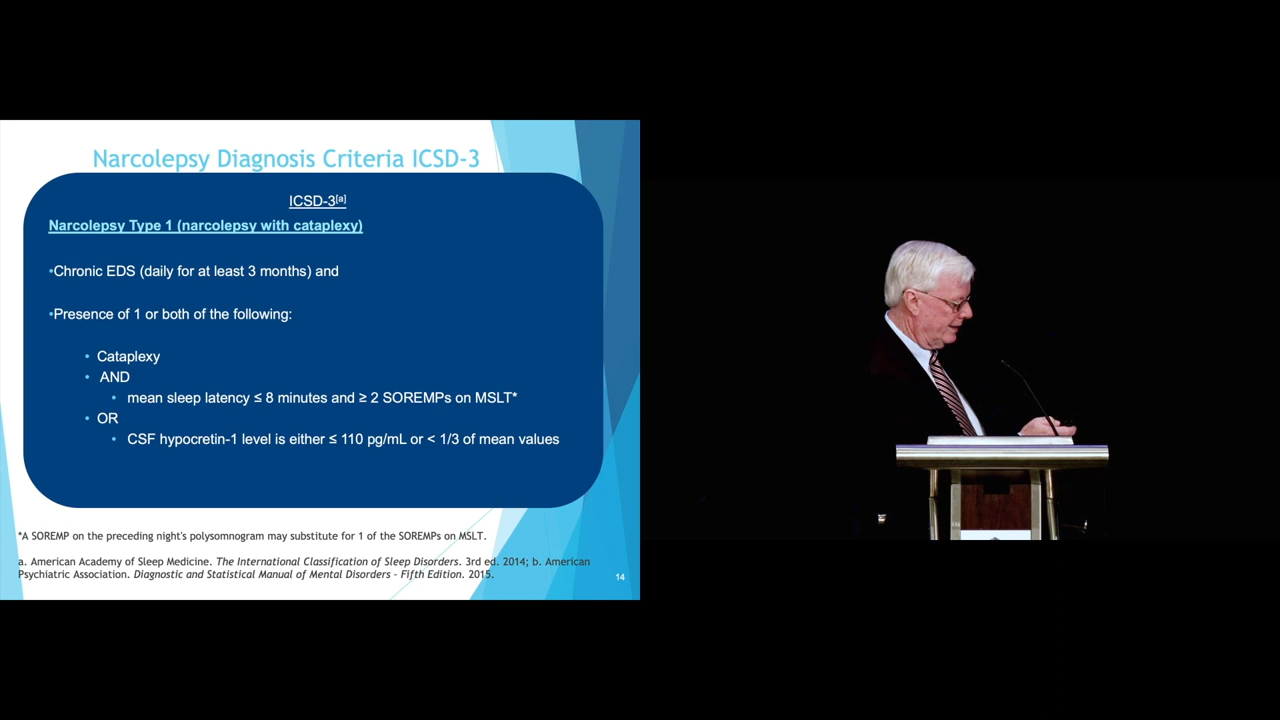 Narcolepsy Diagnosis Criteria ICSD-3
ICSD-3[a]
Narcolepsy Type 1 (narcolepsy with cataplexy)
•Chronic EDS (daily for at least 3 months) and
•Presence of 1 or both of the following:
• Cataplexy
• AND
• mean sleep latency ≤ 8 minutes and ≥ 2 SOREMPs on MSLT*
• OR
• CSF hypocretin-1 level is either ≤ 110 pg/mL or < 1/3 of mean values
*A SOREMP on the preceding night's polysomnogram may substitute for 1 of the SOREMPs on MSLT.
a. American Academy of Sleep Medicine. The International Classification of Sleep Disorders. 3rd ed. 2014; b. American
Psychiatric Association. Diagnostic and Statistical Manual of Mental Disorders – Fifth Edition. 2015.
14